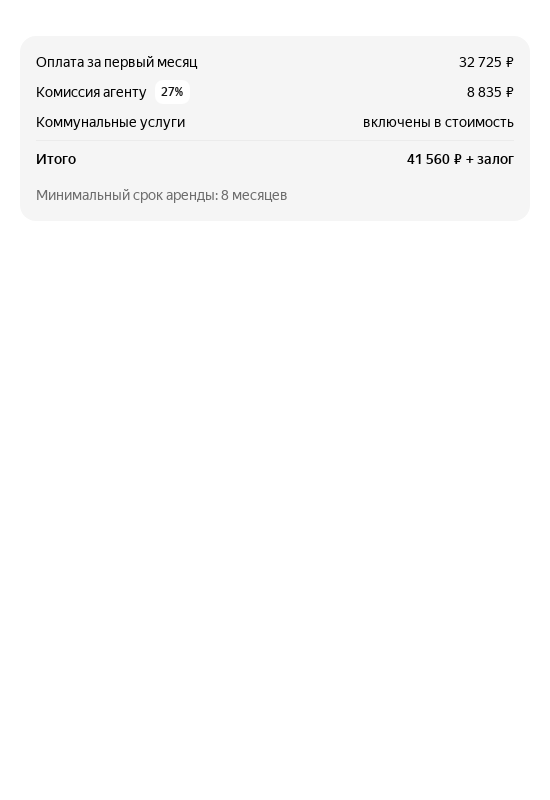 Оплата за первый месяц 32 725 ₽
Комиссия агенту 27% 8 835 ₽
Коммунальные услуги включены в стоимость
Итого 41 560 ₽ + залог
Минимальный срок аренды: 8 месяцев